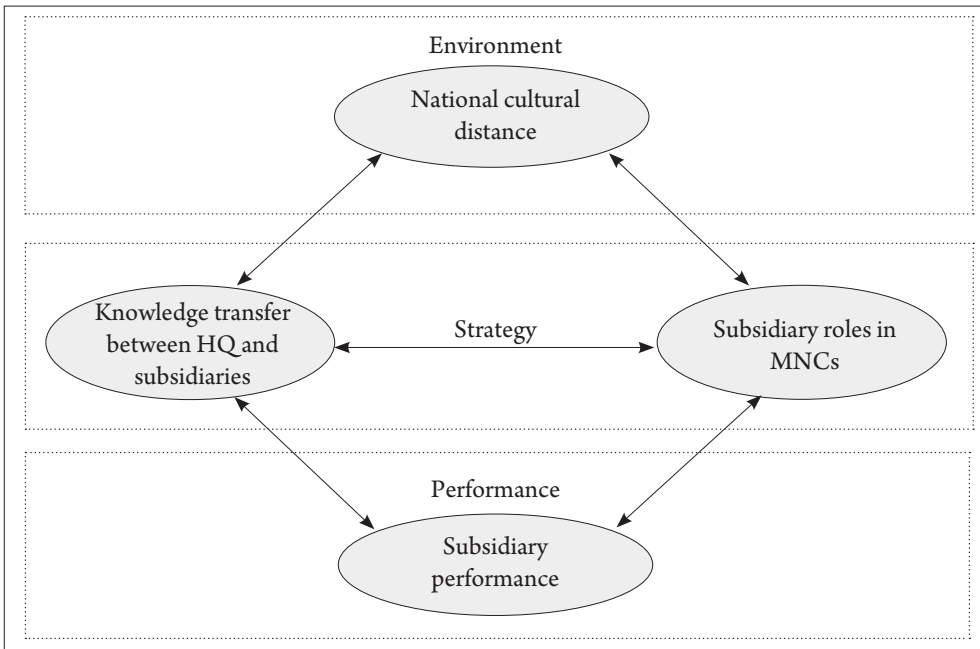 Environment
National cultural
distance
Knowledge transfer
between HQ and
subsidiaries
Strategy
Subsidiary roles in
MNCs
Performance
Subsidiary
performance